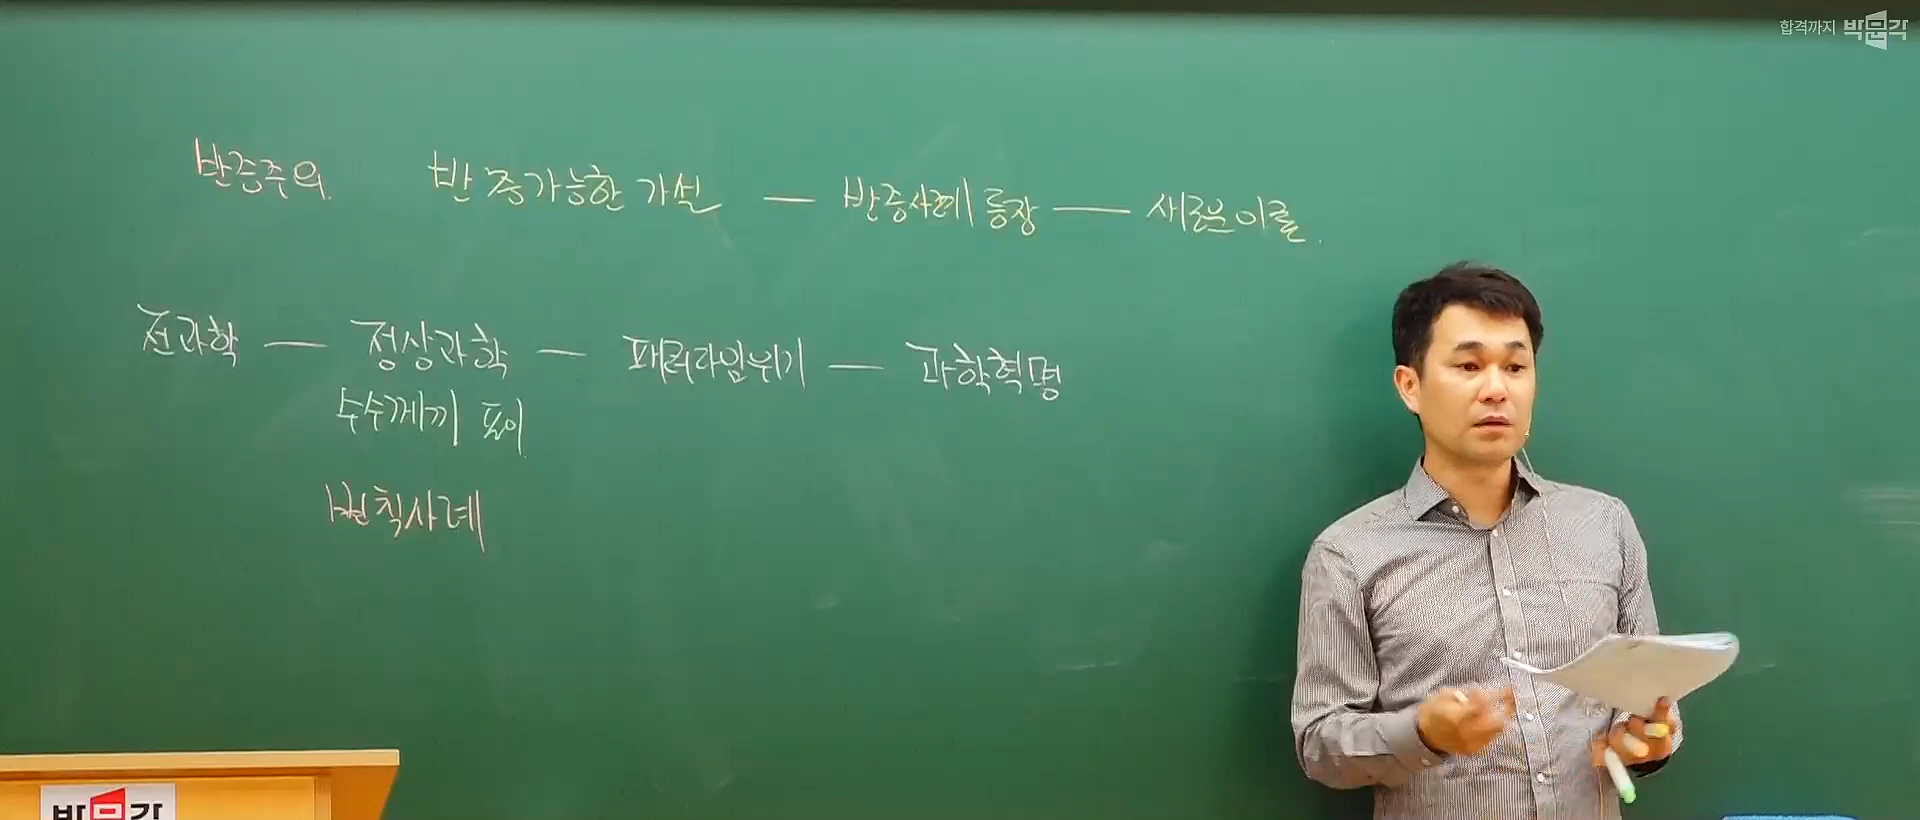 합격까지 박문각
반증주의. 반증가능한 가설 — 반증사례 등장 — 새로운 이론.
전과학 — 정상과학 — 패러다임 위기 — 과학혁명
수수께끼 풀이
변칙사례
박문각